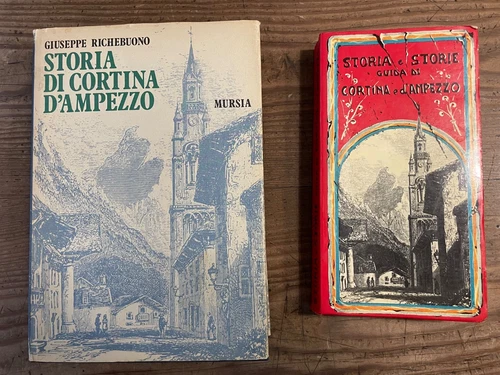 GIUSEPPE RICHEBUONO
STORIA
DI CORTINA
D'AMPEZZO
MURSIA
STORIA e STORIE
GUIDA DI
CORTINA e d'AMPEZZO